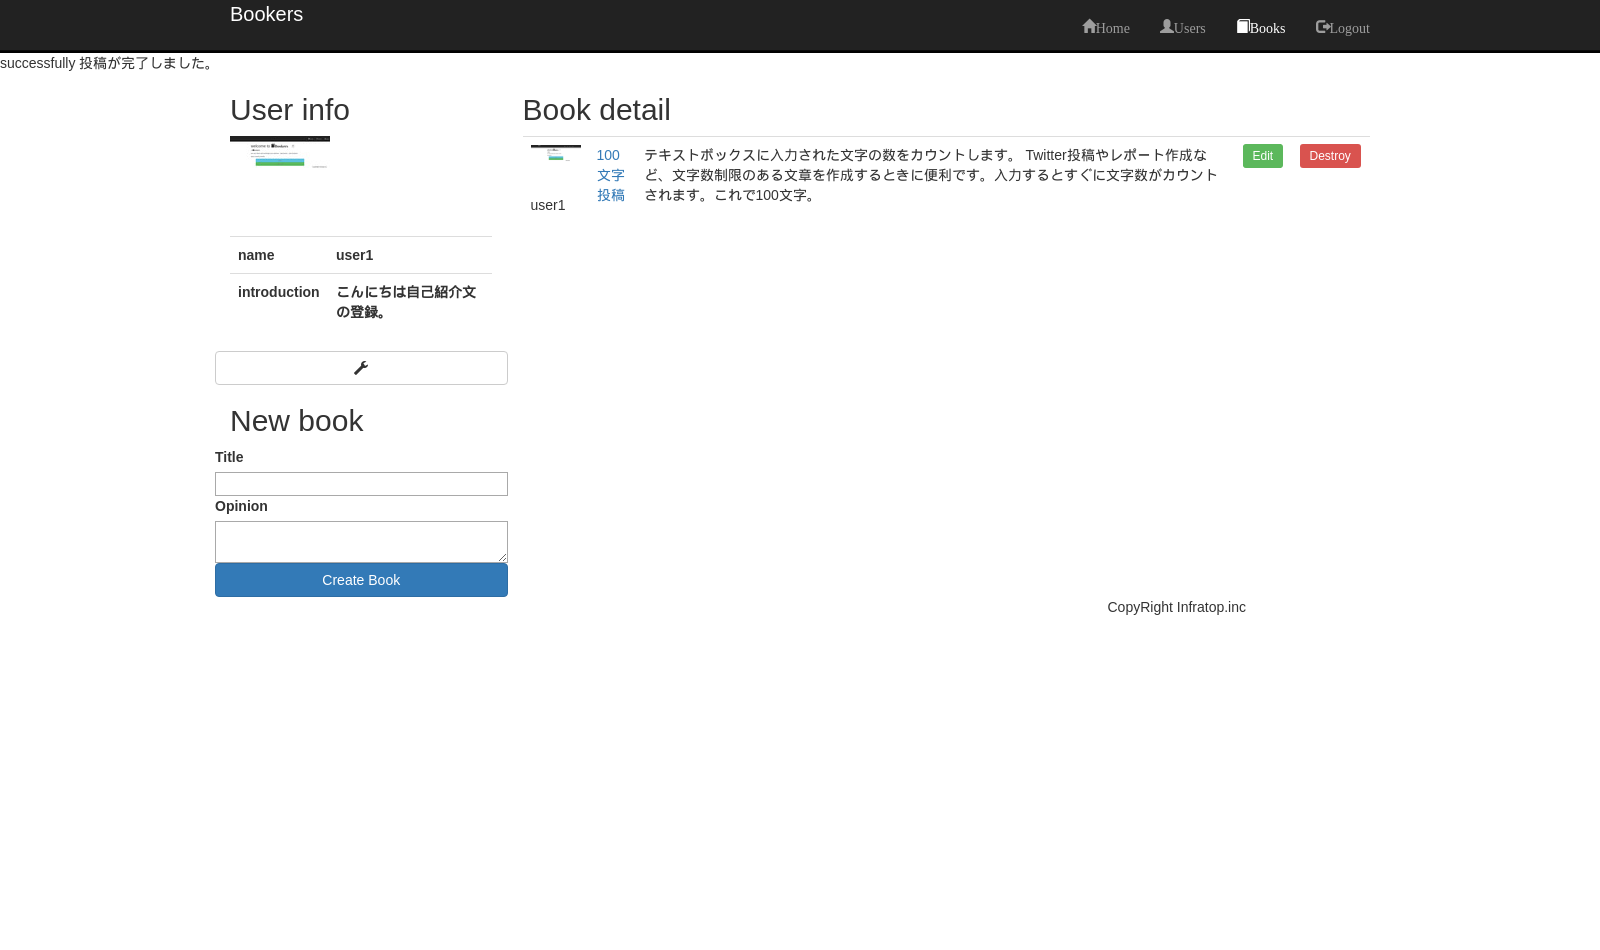 Bookers
Home Users Books Logout
successfully 投稿が完了しました。
User info
name user1
introduction こんにちは自己紹介文
の登録。
New book
Title
Opinion
Create Book
Book detail
user1
100
文字
投稿
テキストボックスに入力された文字の数をカウントします。 Twitter投稿やレポート作成な
ど、文字数制限のある文章を作成するときに便利です。入力するとすぐに文字数がカウント
されます。これで100文字。
Edit Destroy
CopyRight Infratop.inc